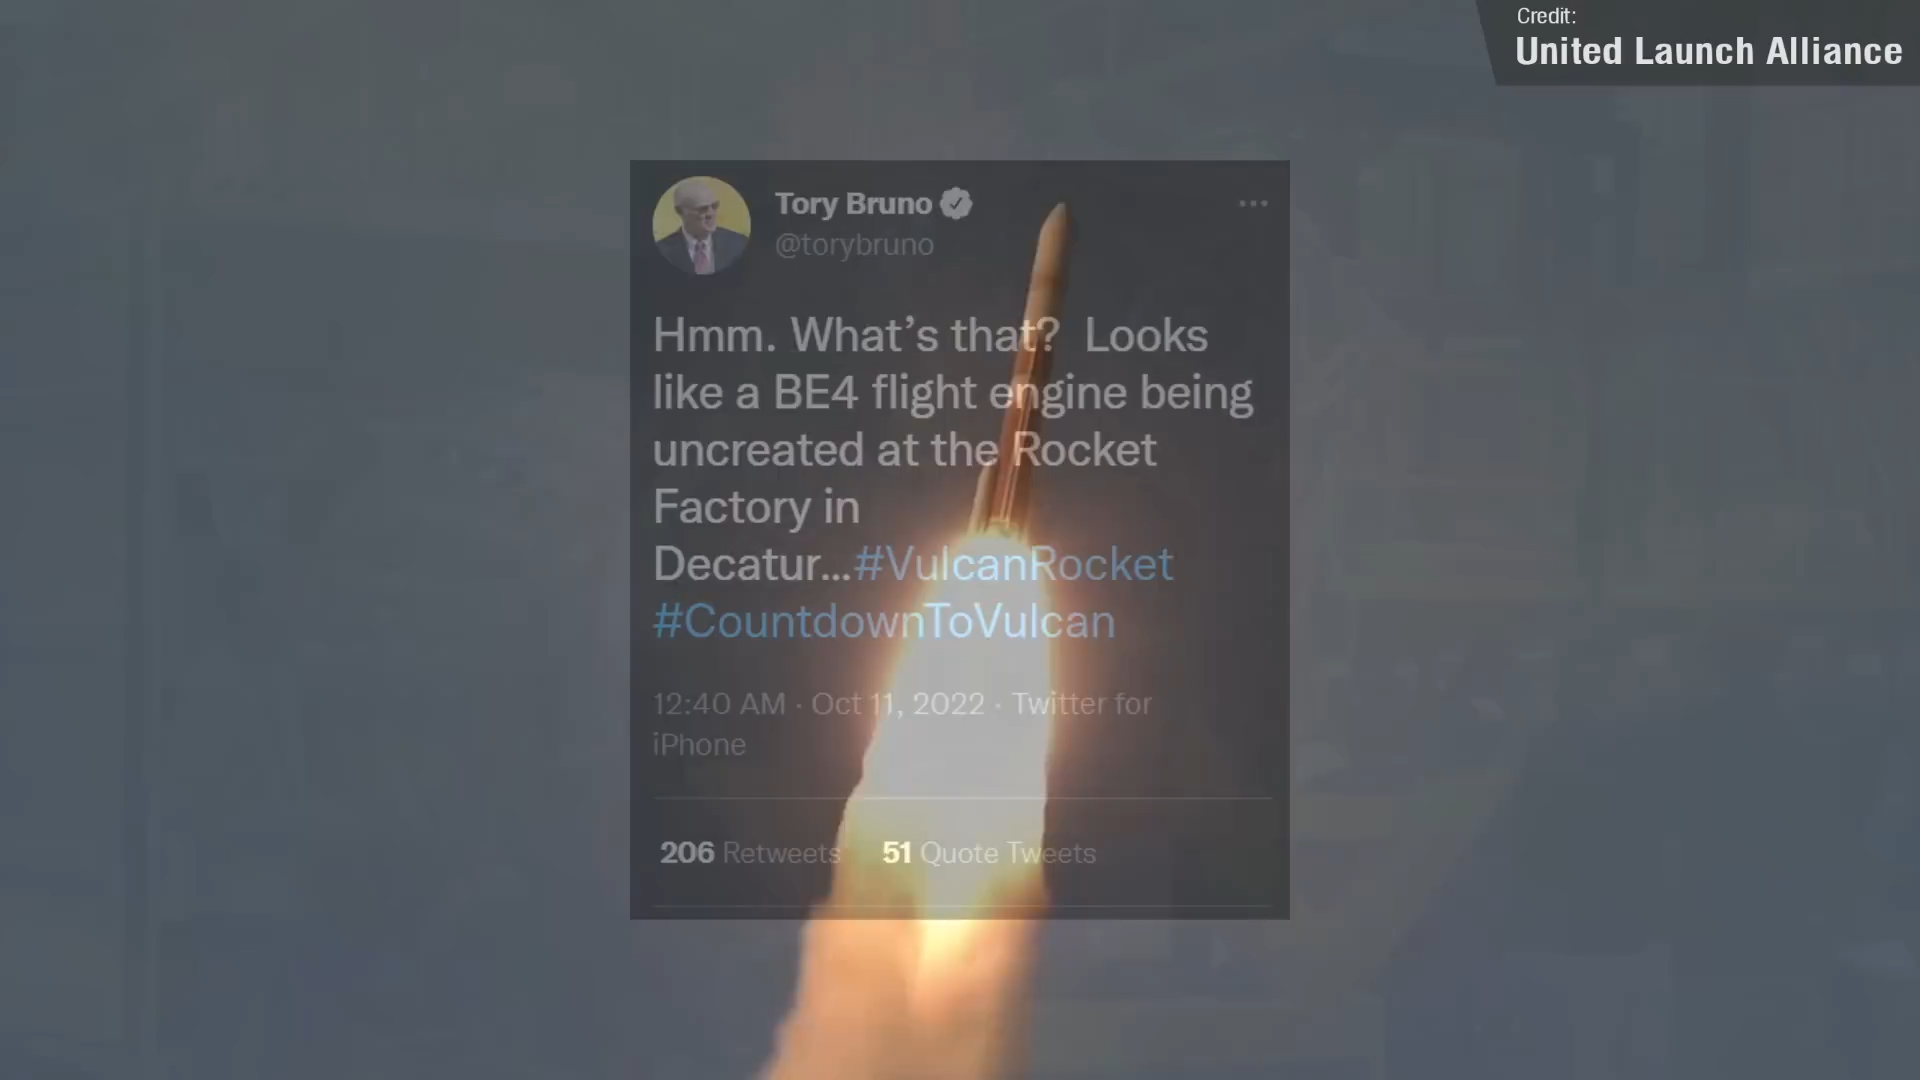 Credit:
United Launch Alliance
Tory Bruno
@torybruno
Hmm. What’s that?  Looks
like a BE4 flight engine being
uncreated at the Rocket
Factory in
Decatur...#VulcanRocket
#CountdownToVulcan
12:40 AM · Oct 11, 2022 · Twitter for
iPhone
206 Retweets 51 Quote Tweets